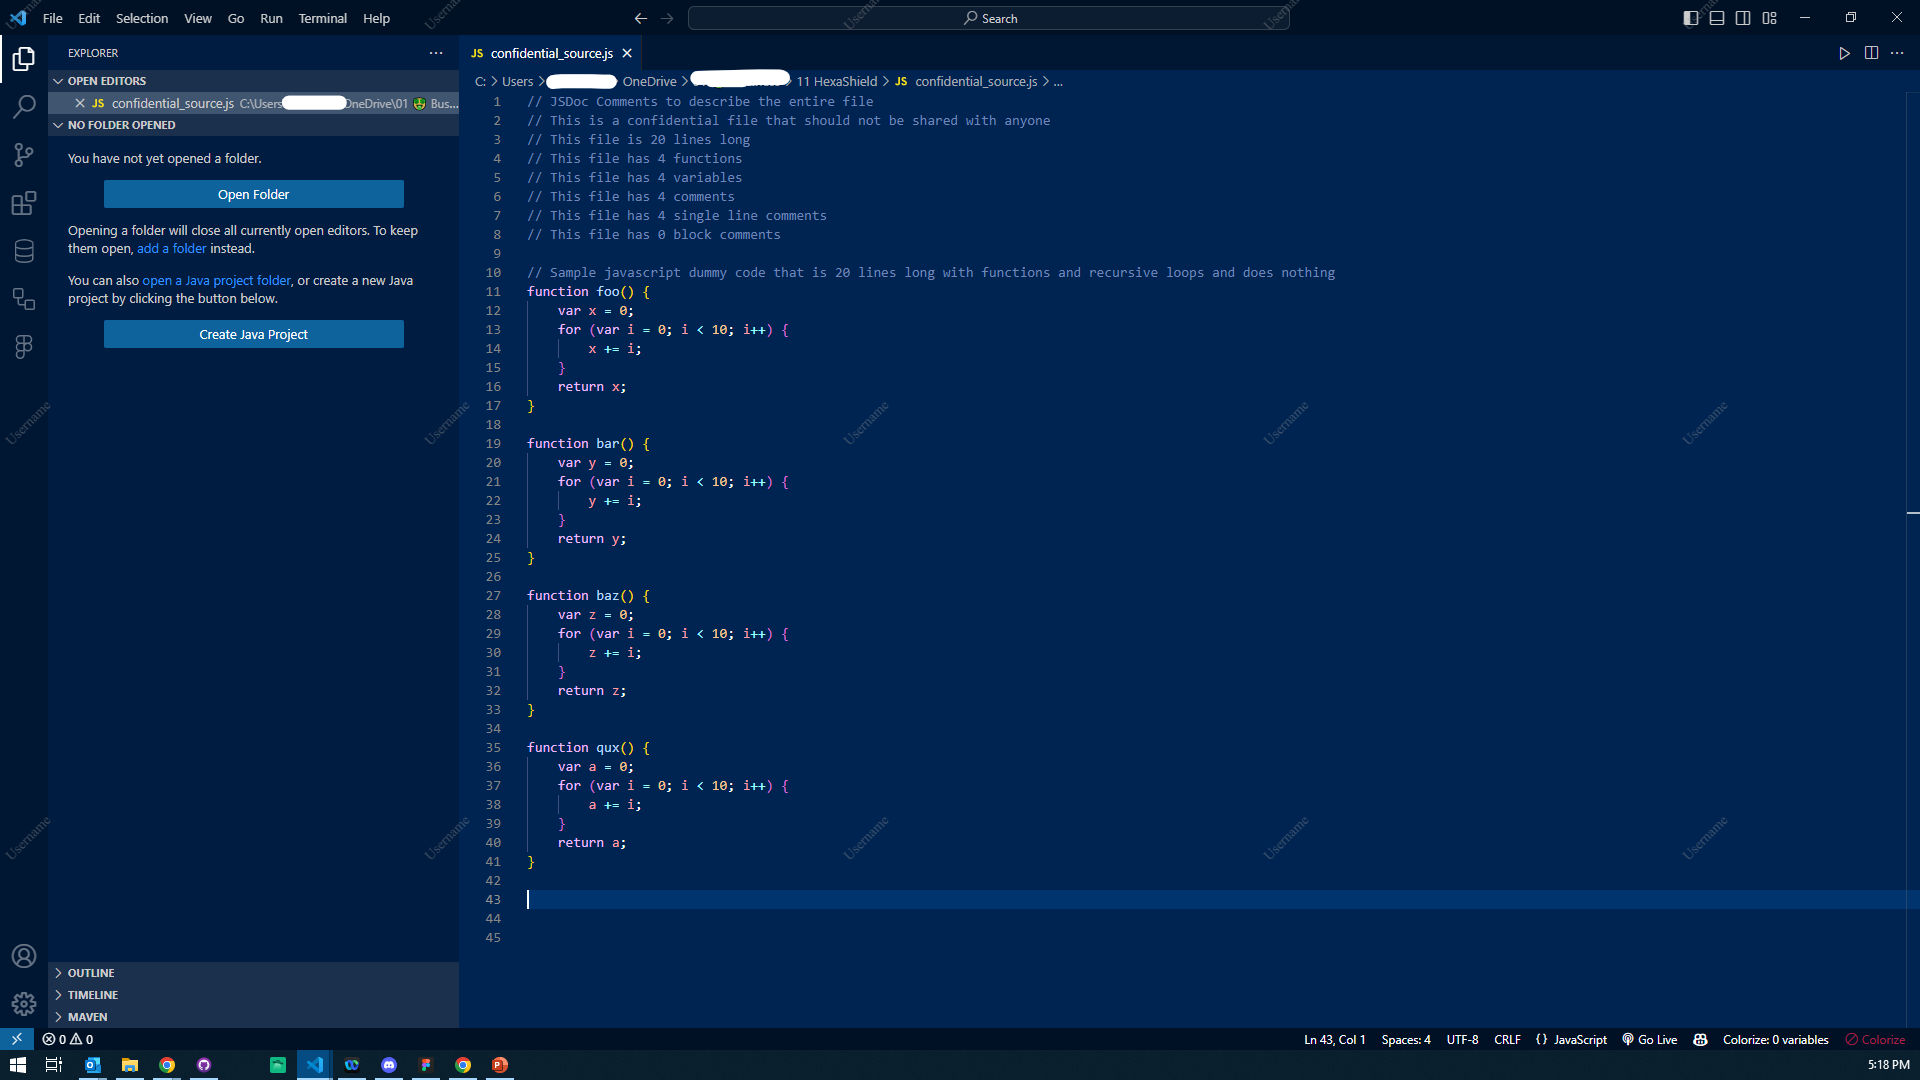 File Edit Selection View Go Run Terminal Help
Search
EXPLORER
OPEN EDITORS
JS confidential_source.js C:\Users OneDrive\01 Bus...
NO FOLDER OPENED
You have not yet opened a folder.
Open Folder
Opening a folder will close all currently open editors. To keep
them open, add a folder instead.
You can also open a Java project folder, or create a new Java
project by clicking the button below.
Create Java Project
OUTLINE
TIMELINE
MAVEN
JS confidential_source.js
C: > Users > OneDrive > 11 HexaShield > JS confidential_source.js > ...
1 // JSDoc Comments to describe the entire file
2 // This is a confidential file that should not be shared with anyone
3 // This file is 20 lines long
4 // This file has 4 functions
5 // This file has 4 variables
6 // This file has 4 comments
7 // This file has 4 single line comments
8 // This file has 0 block comments
9
10 // Sample javascript dummy code that is 20 lines long with functions and recursive loops and does nothing
11 function foo() {
12 var x = 0;
13 for (var i = 0; i < 10; i++) {
14 x += i;
15 }
16 return x;
17 }
18
19 function bar() {
20 var y = 0;
21 for (var i = 0; i < 10; i++) {
22 y += i;
23 }
24 return y;
25 }
26
27 function baz() {
28 var z = 0;
29 for (var i = 0; i < 10; i++) {
30 z += i;
31 }
32 return z;
33 }
34
35 function qux() {
36 var a = 0;
37 for (var i = 0; i < 10; i++) {
38 a += i;
39 }
40 return a;
41 }
42
43
44
45
Username Username Username Username Username
Username Username Username Username Username
0 0
Ln 43, Col 1 Spaces: 4 UTF-8 CRLF {} JavaScript Go Live Colorize: 0 variables Colorize
5:18 PM